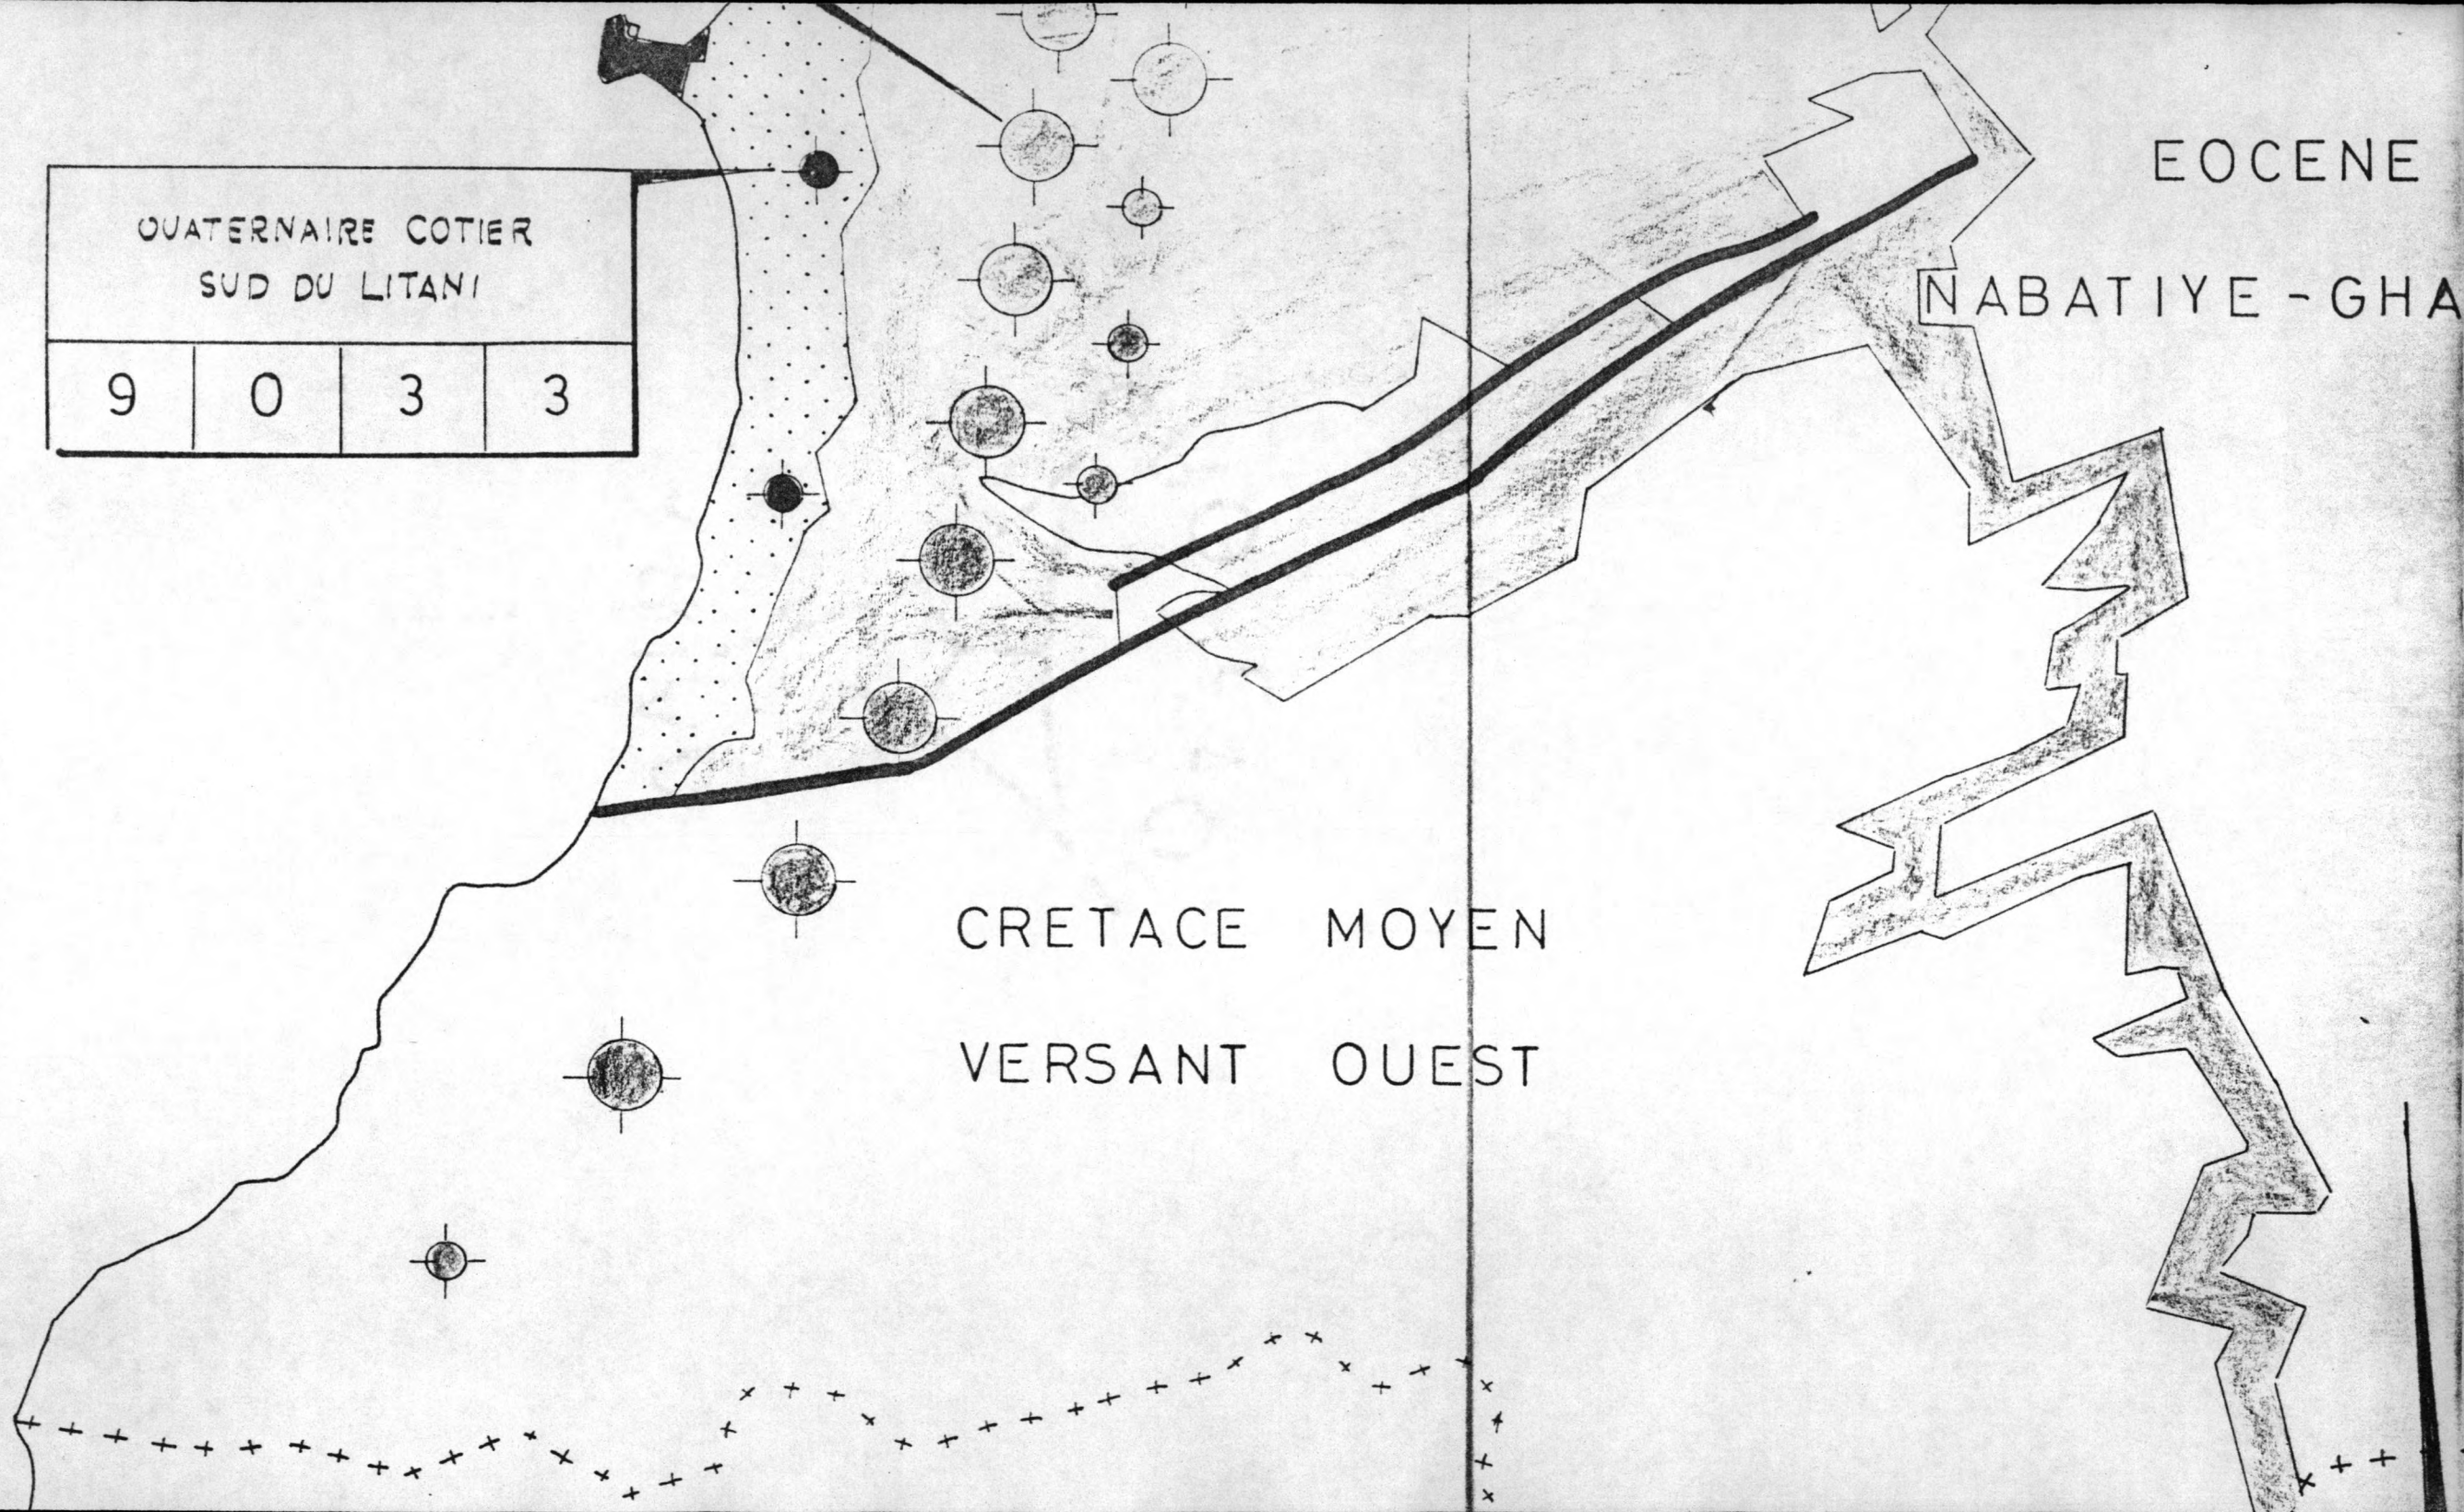 QUATERNAIRE COTIER
SUD DU LITANI
9 0 3 3
EOCENE
NABATIYE-GHA
CRETACE MOYEN
VERSANT OUEST